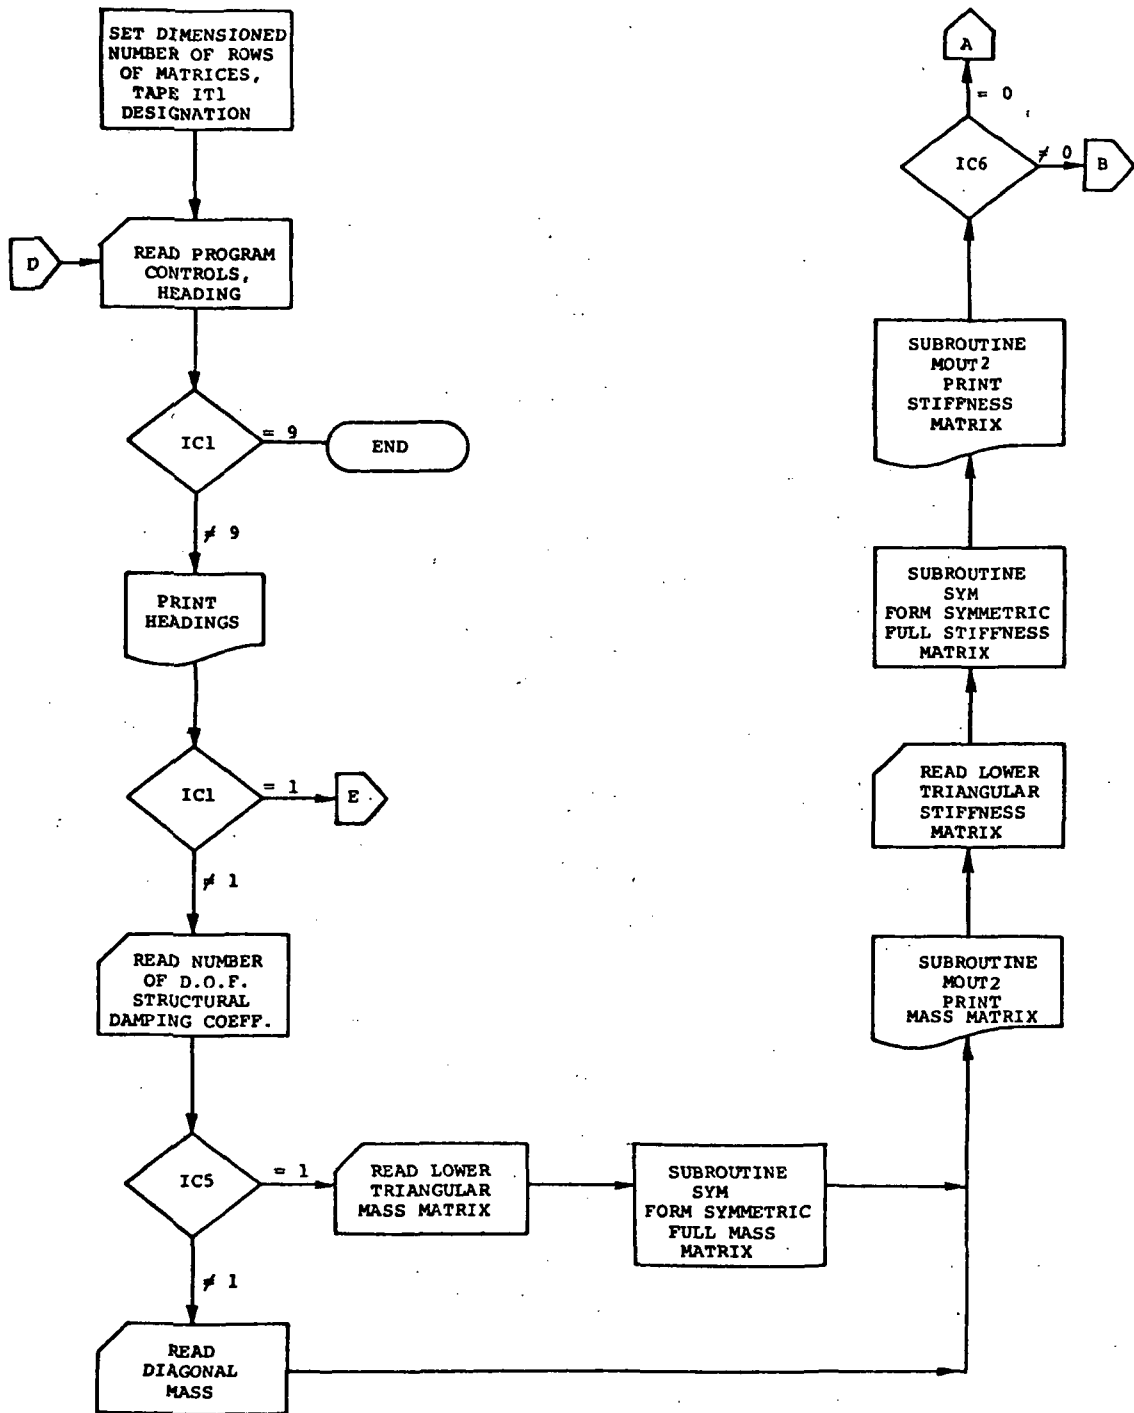 SET DIMENSIONED
NUMBER OF ROWS
OF MATRICES,
TAPE IT1
DESIGNATION
D
READ PROGRAM
CONTROLS,
HEADING
IC1
= 9
END
≠ 9
PRINT
HEADINGS
IC1
= 1
E
≠ 1
READ NUMBER
OF D.O.F.
STRUCTURAL
DAMPING COEFF.
IC5
= 1
READ LOWER
TRIANGULAR
MASS MATRIX
SUBROUTINE
SYM
FORM SYMMETRIC
FULL MASS
MATRIX
≠ 1
READ
DIAGONAL
MASS
A
= 0
IC6
≠ 0
B
SUBROUTINE
MOUT2
PRINT
STIFFNESS
MATRIX
SUBROUTINE
SYM
FORM SYMMETRIC
FULL STIFFNESS
MATRIX
READ LOWER
TRIANGULAR
STIFFNESS
MATRIX
SUBROUTINE
MOUT2
PRINT
MASS MATRIX